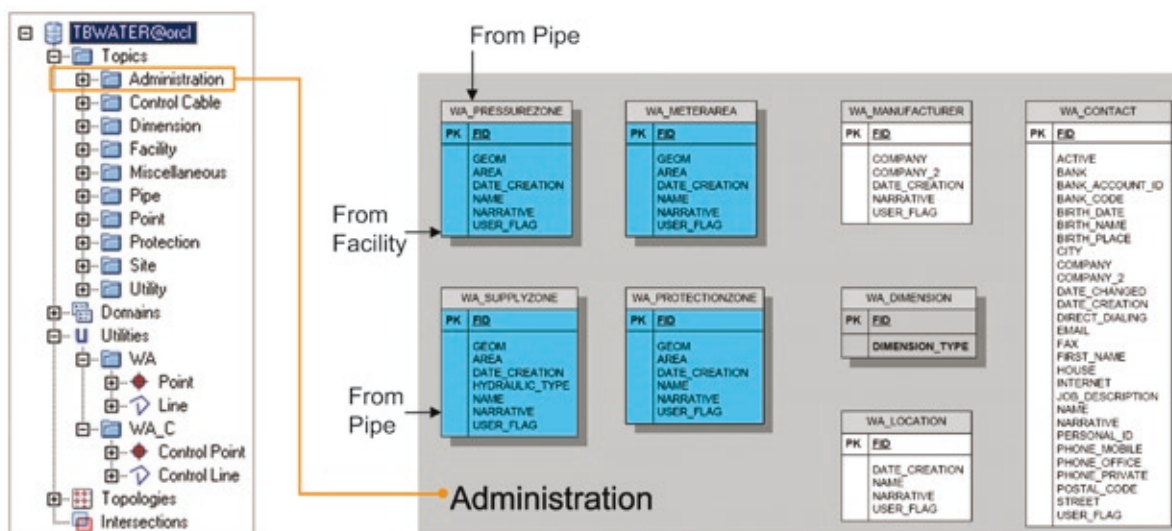 TBWATER@orcl
Topics
Administration
Control Cable
Dimension
Facility
Miscellaneous
Pipe
Point
Protection
Site
Utility
Domains
Utilities
WA
Point
Line
WA_C
Control Point
Control Line
Topologies
Intersections
From Pipe
From
Facility
From
Pipe
WA_PRESSUREZONE
PK FID
GEOM
AREA
DATE_CREATION
NAME
NARRATIVE
USER_FLAG
WA_METERAREA
PK FID
GEOM
AREA
DATE_CREATION
NAME
NARRATIVE
USER_FLAG
WA_MANUFACTURER
PK FID
COMPANY
COMPANY_2
DATE_CREATION
NARRATIVE
USER_FLAG
WA_CONTACT
PK FID
ACTIVE
BANK
BANK_ACCOUNT_ID
BANK_CODE
BIRTH_DATE
BIRTH_NAME
BIRTH_PLACE
CITY
COMPANY
COMPANY_2
DATE_CHANGED
DATE_CREATION
DIRECT_DIALING
EMAIL
FAX
FIRST_NAME
HOUSE
INTERNET
JOB_DESCRIPTION
NAME
NARRATIVE
PERSONAL_ID
PHONE_MOBILE
PHONE_OFFICE
PHONE_PRIVATE
POSTAL_CODE
STREET
USER_FLAG
WA_SUPPLYZONE
PK FID
GEOM
AREA
DATE_CREATION
HYDRAULIC_TYPE
NAME
NARRATIVE
USER_FLAG
WA_PROTECTIONZONE
PK FID
GEOM
AREA
DATE_CREATION
NAME
NARRATIVE
USER_FLAG
WA_DIMENSION
PK FID
DIMENSION_TYPE
WA_LOCATION
PK FID
DATE_CREATION
NAME
NARRATIVE
USER_FLAG
Administration